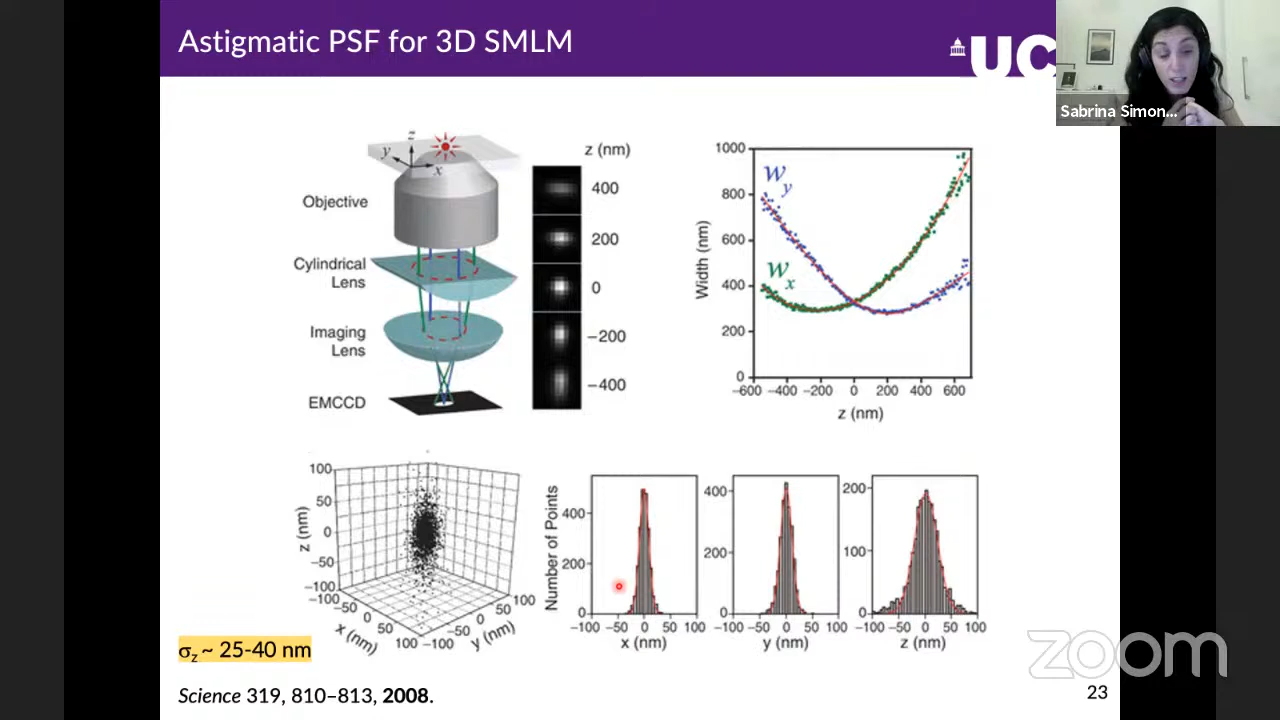 Astigmatic PSF for 3D SMLM
UC
Sabrina Simon...
z
y
x
Objective
Cylindrical
Lens
Imaging
Lens
EMCCD
z (nm)
400
200
0
−200
−400
1000
800
600
400
200
0
Width (nm)
wy
wx
−600 −400 −200 0 200 400 600
z (nm)
100
50
0
−50
−100
z (nm)
−100 −50 0 50 100
x (nm)
−100 −50 0 50 100
y (nm)
Number of Points
400
200
0
−100 −50 0 50 100
x (nm)
400
200
0
−100 −50 0 50 100
y (nm)
200
100
0
−100 −50 0 50 100
z (nm)
σz ~ 25-40 nm
Science 319, 810–813, 2008.
23
zoom